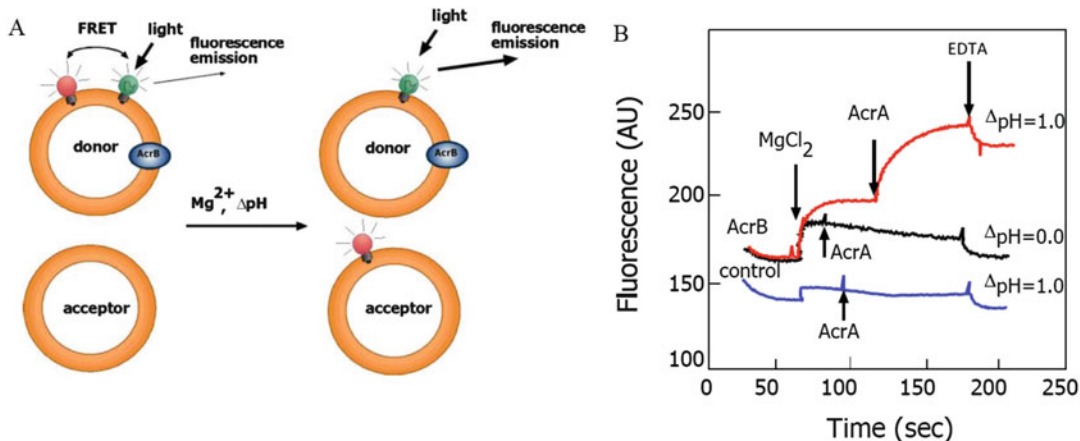 A
FRET
light
fluorescence
emission
donor
AcrB
acceptor
Mg2+, ΔpH
light
fluorescence
emission
donor
AcrB
acceptor
B
Fluorescence (AU)
250
200
150
100
0
50
100
150
200
250
Time (sec)
EDTA
AcrA
MgCl2
ΔpH=1.0
AcrB
AcrA
ΔpH=0.0
control
ΔpH=1.0
AcrA